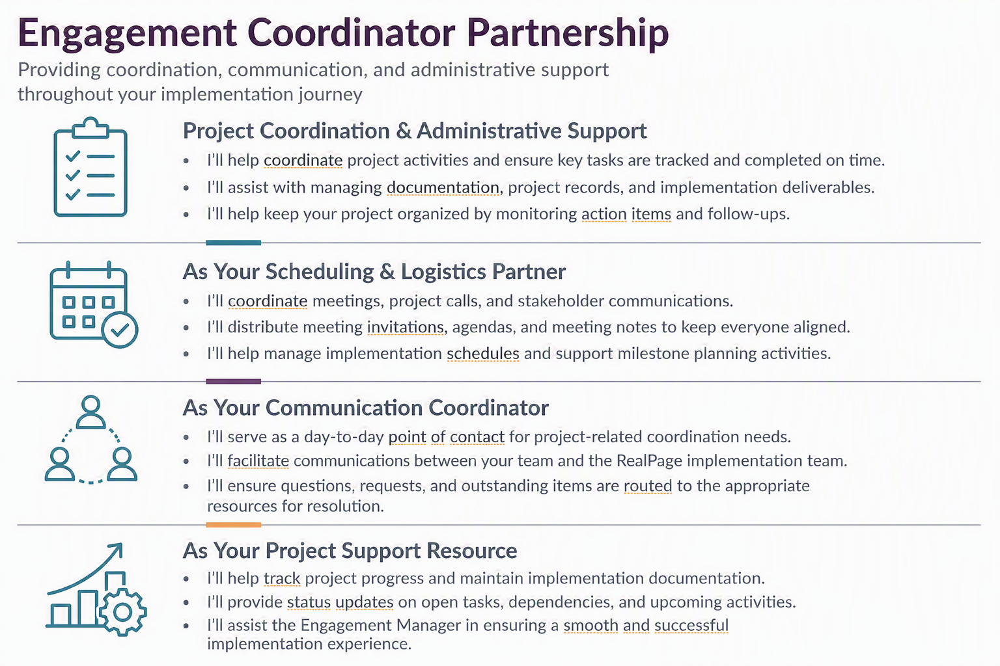 Engagement Coordinator Partnership
Providing coordination, communication, and administrative support
throughout your implementation journey
Project Coordination & Administrative Support
• I’ll help coordinate project activities and ensure key tasks are tracked and completed on time.
• I’ll assist with managing documentation, project records, and implementation deliverables.
• I’ll help keep your project organized by monitoring action items and follow-ups.
As Your Scheduling & Logistics Partner
• I’ll coordinate meetings, project calls, and stakeholder communications.
• I’ll distribute meeting invitations, agendas, and meeting notes to keep everyone aligned.
• I’ll help manage implementation schedules and support milestone planning activities.
As Your Communication Coordinator
• I’ll serve as a day-to-day point of contact for project-related coordination needs.
• I’ll facilitate communications between your team and the RealPage implementation team.
• I’ll ensure questions, requests, and outstanding items are routed to the appropriate
resources for resolution.
As Your Project Support Resource
• I’ll help track project progress and maintain implementation documentation.
• I’ll provide status updates on open tasks, dependencies, and upcoming activities.
• I’ll assist the Engagement Manager in ensuring a smooth and successful
implementation experience.